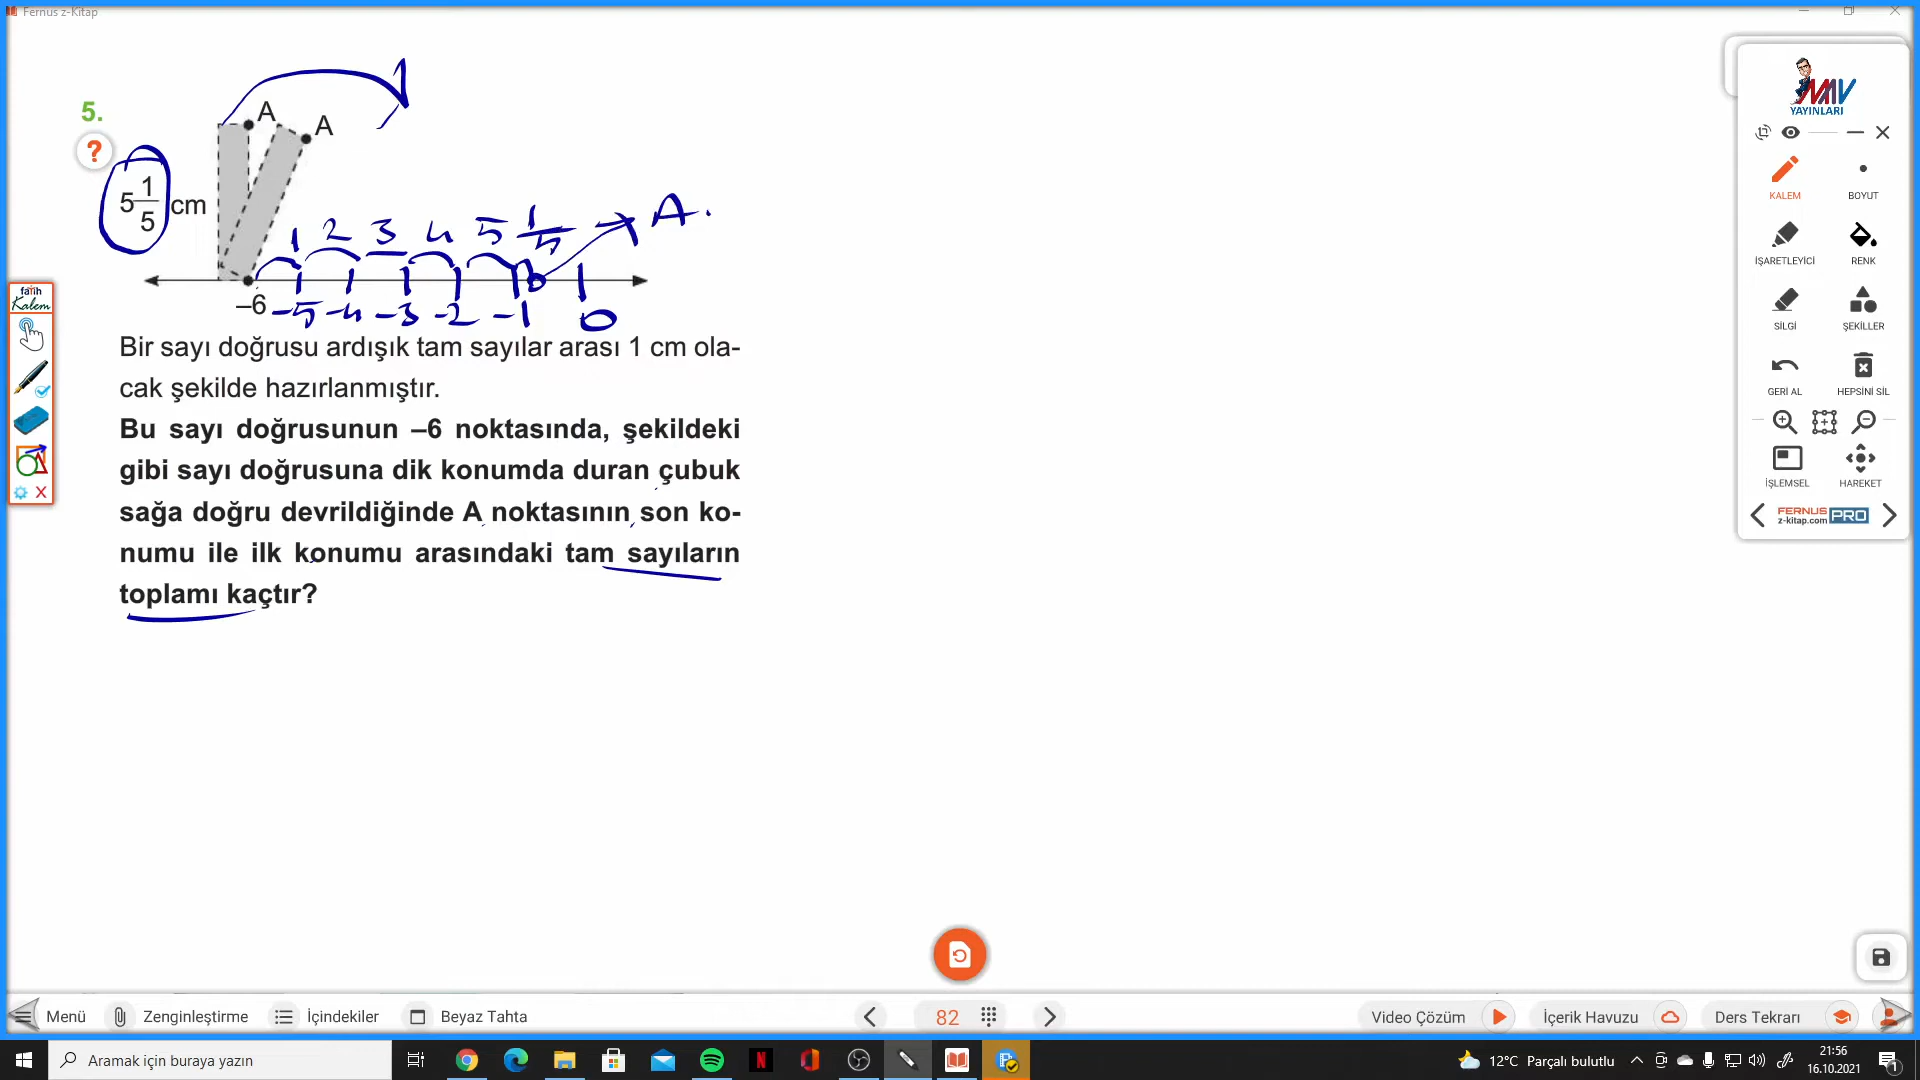 Fernus z-Kitap
5.
A
A
?
5 1/5 cm
A.
1 2 3 4 5 1/5
–6
-5 -4 -3 -2 -1 0
Bir sayı doğrusu ardışık tam sayılar arası 1 cm ola-
cak şekilde hazırlanmıştır.
Bu sayı doğrusunun –6 noktasında, şekildeki
gibi sayı doğrusuna dik konumda duran çubuk
sağa doğru devrildiğinde A noktasının son ko-
numu ile ilk konumu arasındaki tam sayıların
toplamı kaçtır?
fatih
Kalem
X
MAV
YAYINLARI
KALEM
BOYUT
İŞARETLEYİCİ
RENK
SİLGİ
ŞEKİLLER
GERİ AL
HEPSİNİ SİL
İŞLEMSEL
HAREKET
FERNUS
z-kitap.com PRO
Menü
Zenginleştirme
İçindekiler
Beyaz Tahta
82
Video Çözüm
İçerik Havuzu
Ders Tekrarı
Aramak için buraya yazın
12°C Parçalı bulutlu
21:56
16.10.2021
1